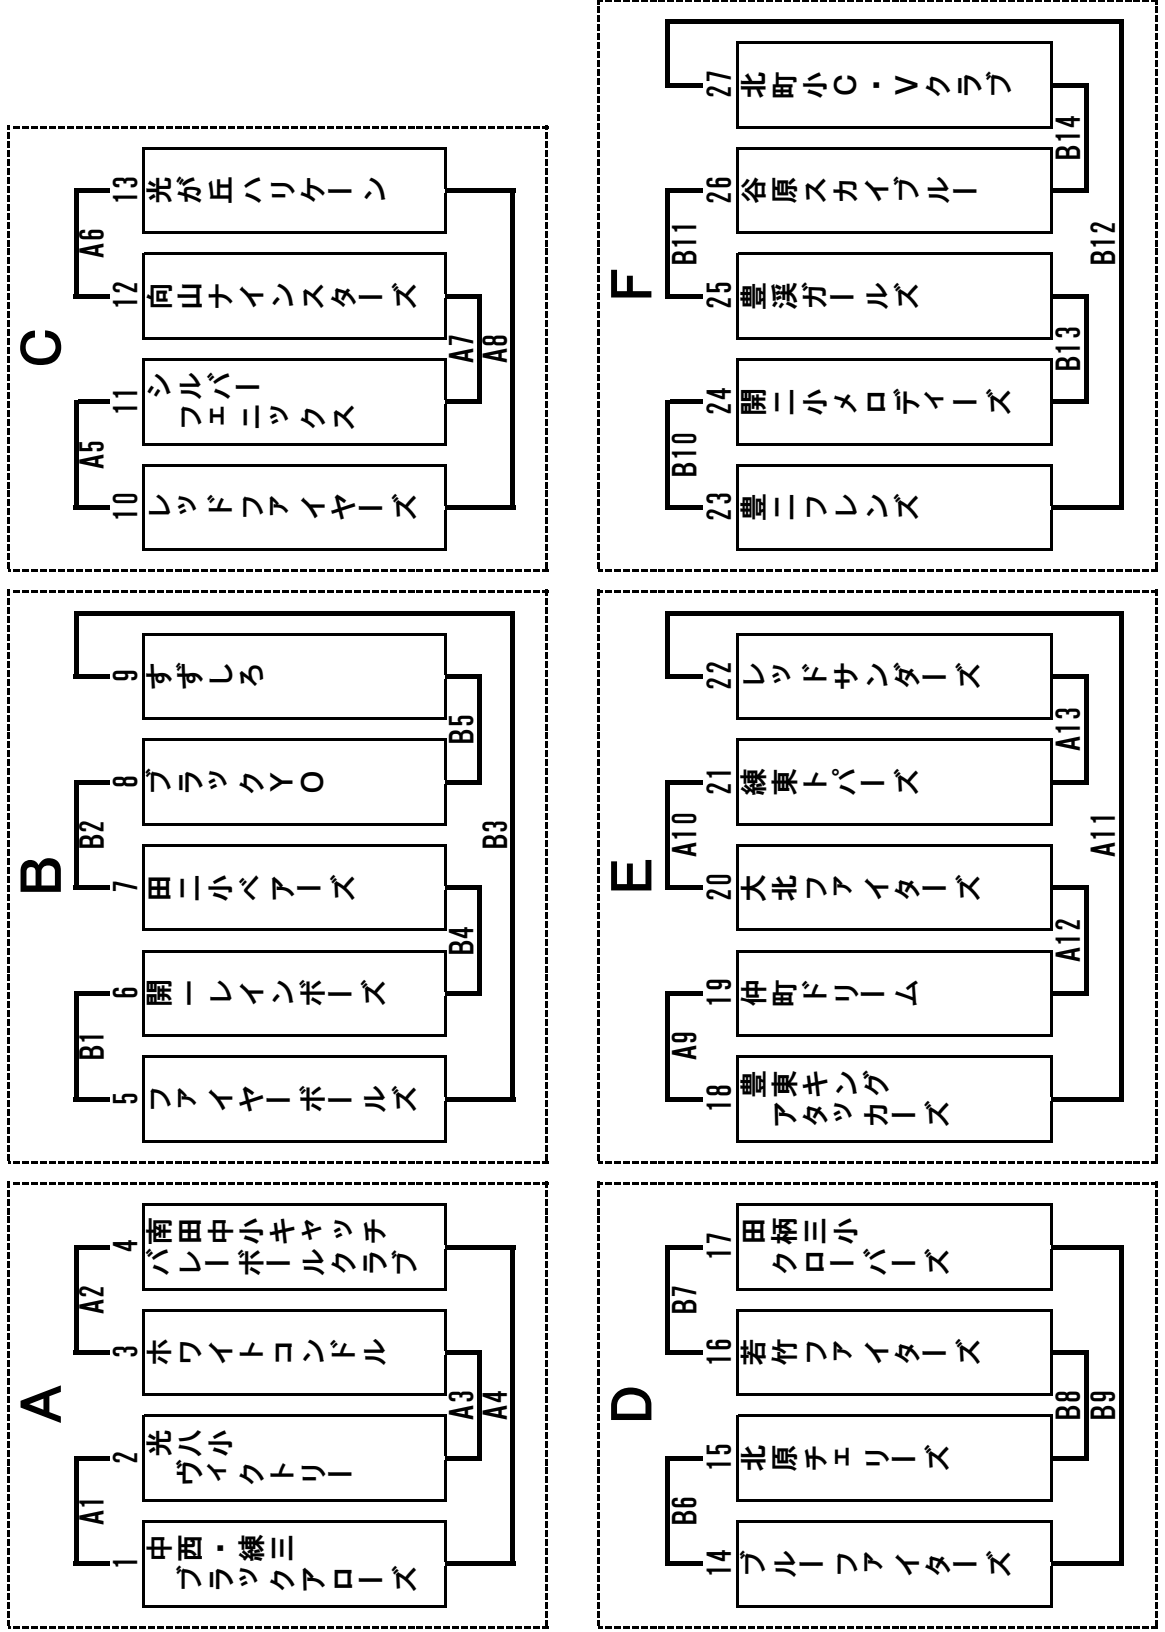 A
A1
A2
1
2
3
4
中西・練三
ブラックアローズ
光八小
ヴィクトリー
ホワイトコンドル
南田中小キャッチ
バレーボールクラブ
A3
A4
B
B1
B2
5
6
7
8
9
ファイヤーボールズ
開一レインボーズ
田二小ベアーズ
ブラックYO
すずしろ
B4
B5
B3
C
A5
A6
10
11
12
13
レッドファイヤーズ
シルバー
フェニックス
向山ナインスターズ
光が丘ハリケーン
A7
A8
D
B6
B7
14
15
16
17
ブルーファイターズ
北原チェリーズ
若竹ファイターズ
田柄三小
クローバーズ
B8
B9
E
A9
A10
18
19
20
21
22
豊東キング
アタッカーズ
仲町ドリーム
大北ファイターズ
練東トパーズ
レッドサンダーズ
A12
A13
A11
F
B10
B11
23
24
25
26
27
豊二フレンズ
開二小メロディーズ
豊渓ガールズ
谷原スカイブルー
北町小C・Vクラブ
B13
B14
B12